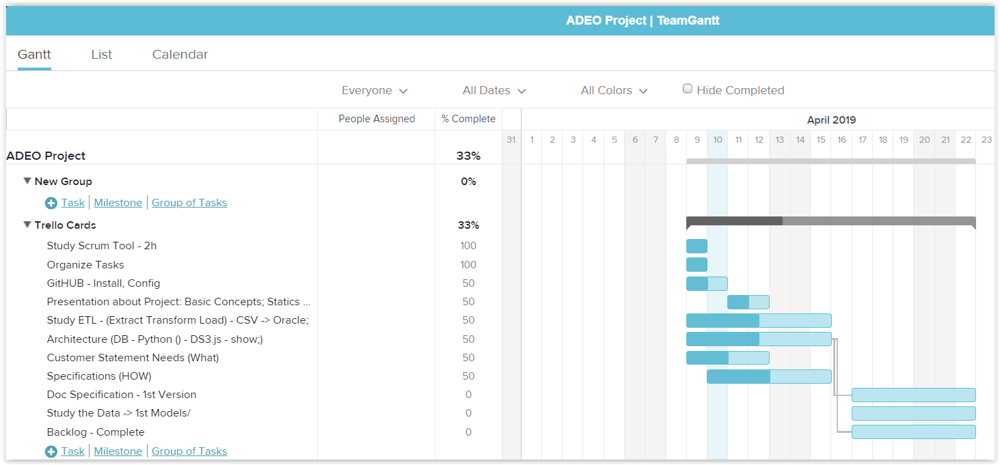 ADEO Project | TeamGantt
Gantt List Calendar
Everyone All Dates All Colors Hide Completed
People Assigned % Complete April 2019
31 1 2 3 4 5 6 7 8 9 10 11 12 13 14 15 16 17 18 19 20 21 22 23
ADEO Project 33%
New Group 0%
Task Milestone Group of Tasks
Trello Cards 33%
Study Scrum Tool - 2h 100
Organize Tasks 100
GitHUB - Install, Config 50
Presentation about Project: Basic Concepts; Statics ... 50
Study ETL - (Extract Transform Load) - CSV -> Oracle; 50
Architecture (DB - Python () - DS3.js - show;) 50
Customer Statement Needs (What) 50
Specifications (HOW) 50
Doc Specification - 1st Version 0
Study the Data -> 1st Models/ 0
Backlog - Complete 0
Task Milestone Group of Tasks